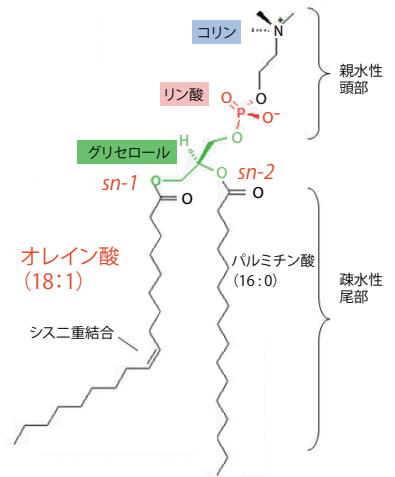 コリン
N
+
親水性
頭部
リン酸
O
O
P
O−
O
グリセロール
H
sn-1
O
O
sn-2
O
O
オレイン酸
(18:1)
パルミチン酸
(16:0)
疎水性
尾部
シス二重結合